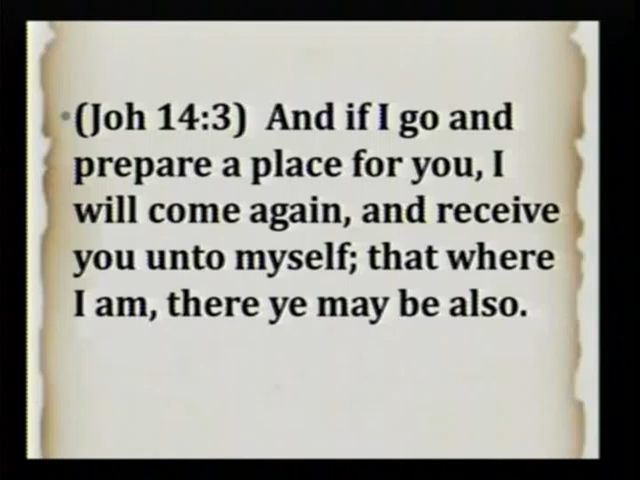 •(Joh 14:3)  And if I go and
prepare a place for you, I
will come again, and receive
you unto myself; that where
I am, there ye may be also.